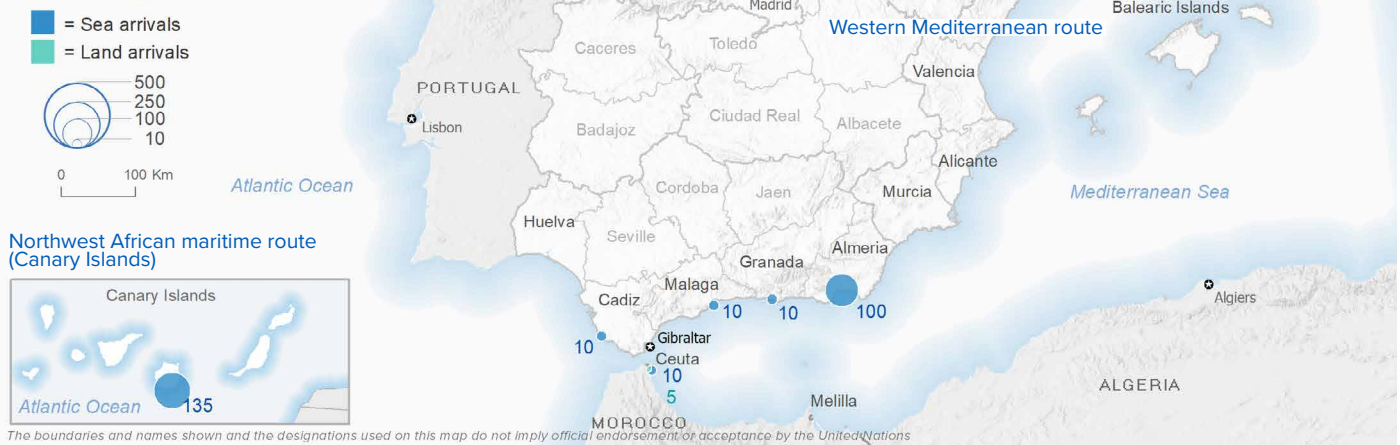 = Sea arrivals
= Land arrivals
500
250
100
10
0 100 Km
Madrid
Western Mediterranean route
Balearic Islands
Caceres
Toledo
Valencia
PORTUGAL
Lisbon
Badajoz
Ciudad Real
Albacete
Alicante
Atlantic Ocean
Cordoba
Jaen
Murcia
Mediterranean Sea
Huelva
Seville
Almeria
Granada
Malaga
Cadiz
10
10
100
10
Gibraltar
Ceuta
10
5
Melilla
MOROCCO
Algiers
ALGERIA
Northwest African maritime route
(Canary Islands)
Canary Islands
Atlantic Ocean
135
The boundaries and names shown and the designations used on this map do not imply official endorsement or acceptance by the United Nations